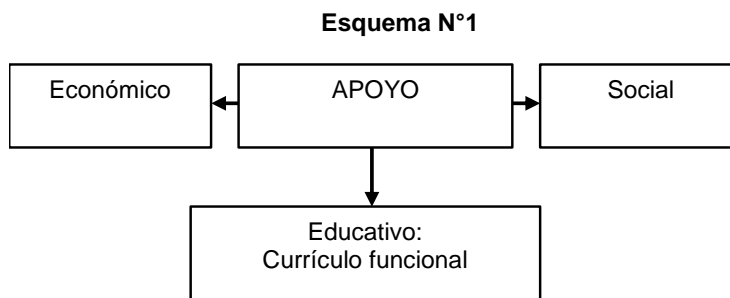 Esquema N°1
Económico
APOYO
Social
Educativo:
Currículo funcional